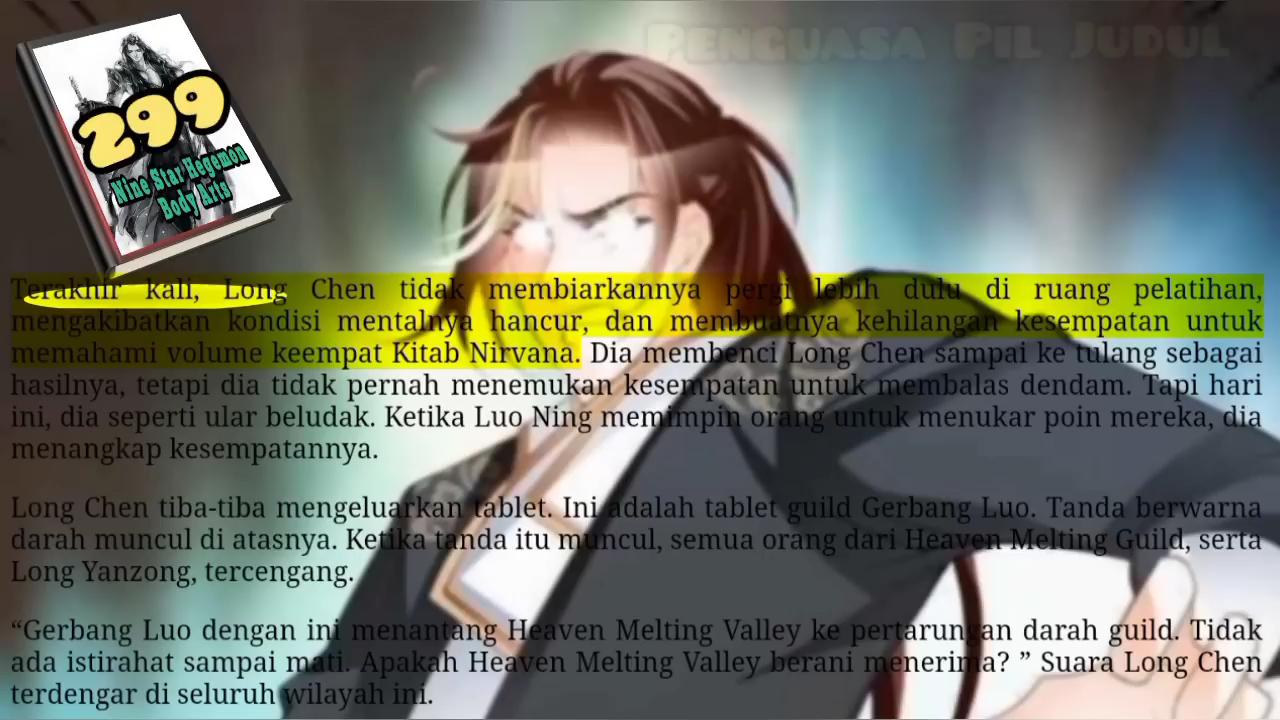 Penguasa Pil Judul
299
Nine Star Hegemon
Body Arts
Terakhir kali, Long Chen tidak membiarkannya pergi lebih dulu di ruang pelatihan,
mengakibatkan kondisi mentalnya hancur, dan membuatnya kehilangan kesempatan untuk
memahami volume keempat Kitab Nirvana. Dia membenci Long Chen sampai ke tulang sebagai
hasilnya, tetapi dia tidak pernah menemukan kesempatan untuk membalas dendam. Tapi hari
ini, dia seperti ular beludak. Ketika Luo Ning memimpin orang untuk menukar poin mereka, dia
menangkap kesempatannya.
Long Chen tiba-tiba mengeluarkan tablet. Ini adalah tablet guild Gerbang Luo. Tanda berwarna
darah muncul di atasnya. Ketika tanda itu muncul, semua orang dari Heaven Melting Guild, serta
Long Yanzong, tercengang.
“Gerbang Luo dengan ini menantang Heaven Melting Valley ke pertarungan darah guild. Tidak
ada istirahat sampai mati. Apakah Heaven Melting Valley berani menerima? ” Suara Long Chen
terdengar di seluruh wilayah ini.